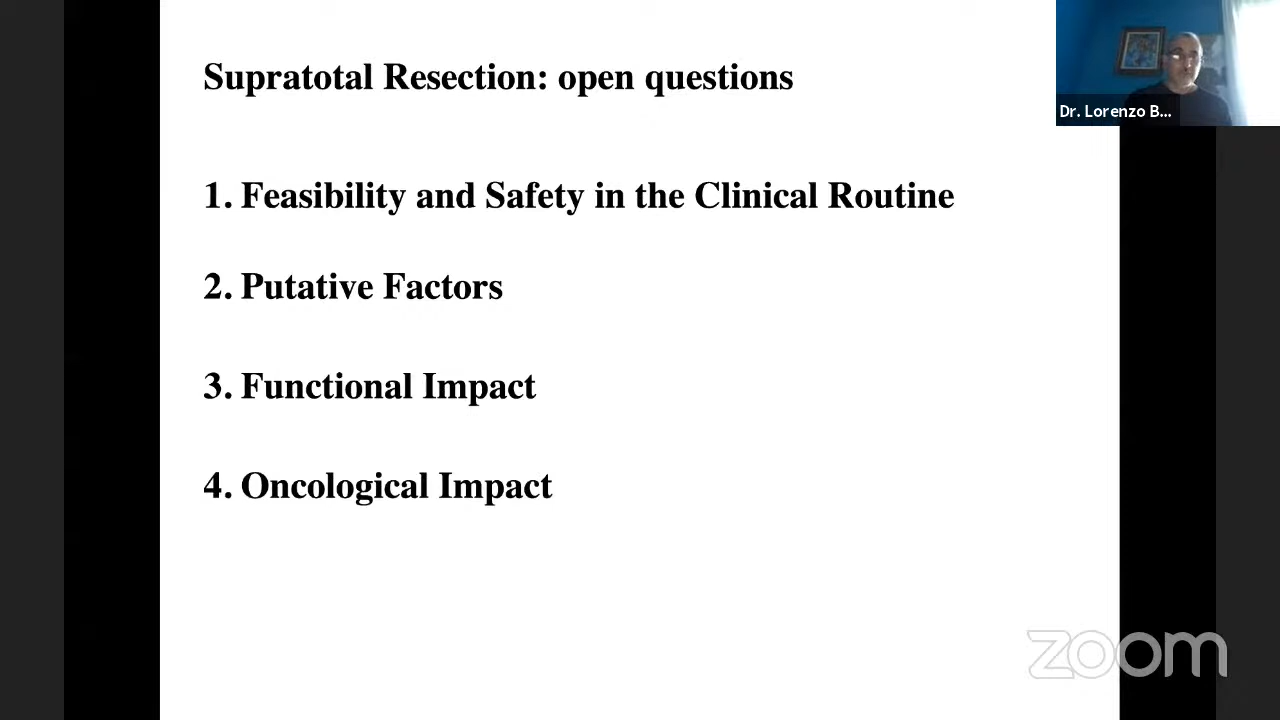 Supratotal Resection: open questions
Dr. Lorenzo B...
1. Feasibility and Safety in the Clinical Routine
2. Putative Factors
3. Functional Impact
4. Oncological Impact
zoom